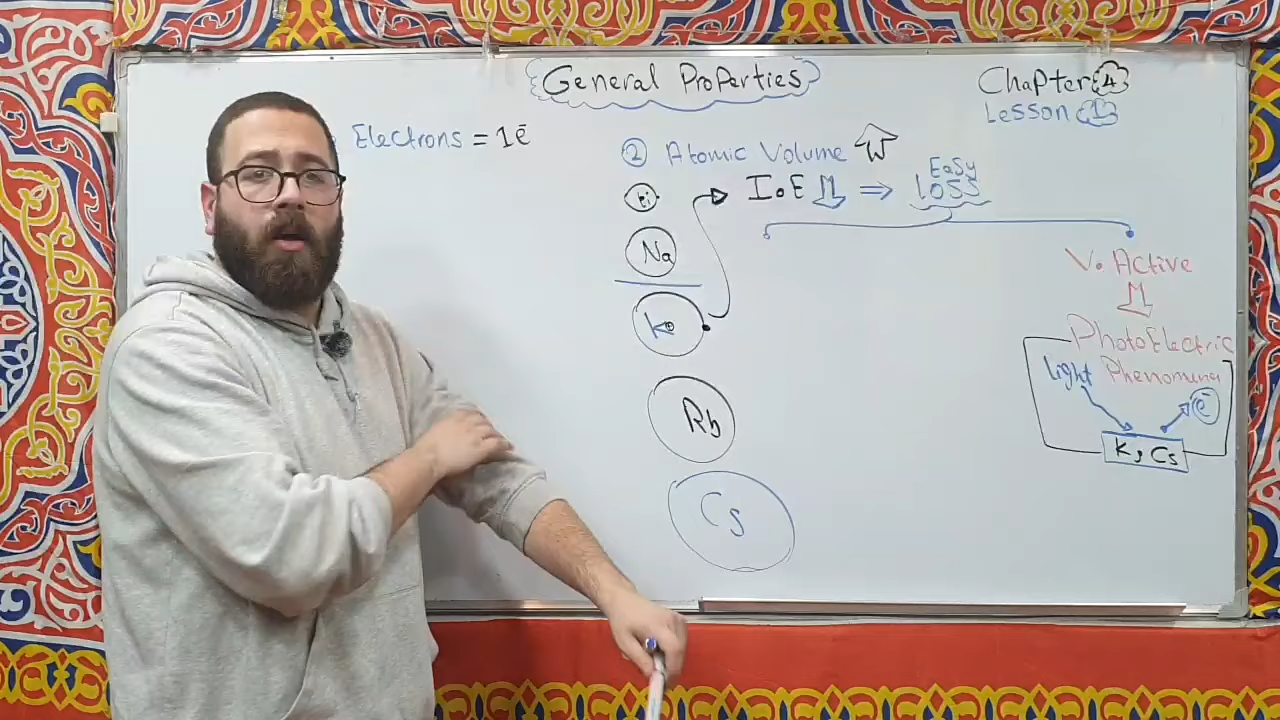 General Properties
Chapter 4
Lesson 1
Electrons = 1ē
② Atomic Volume
I.E ⇒ Easy Loss
Li
Na
K
Rb
Cs
V. Active
PhotoElectric
Phenomina
light
e⁻
K, Cs